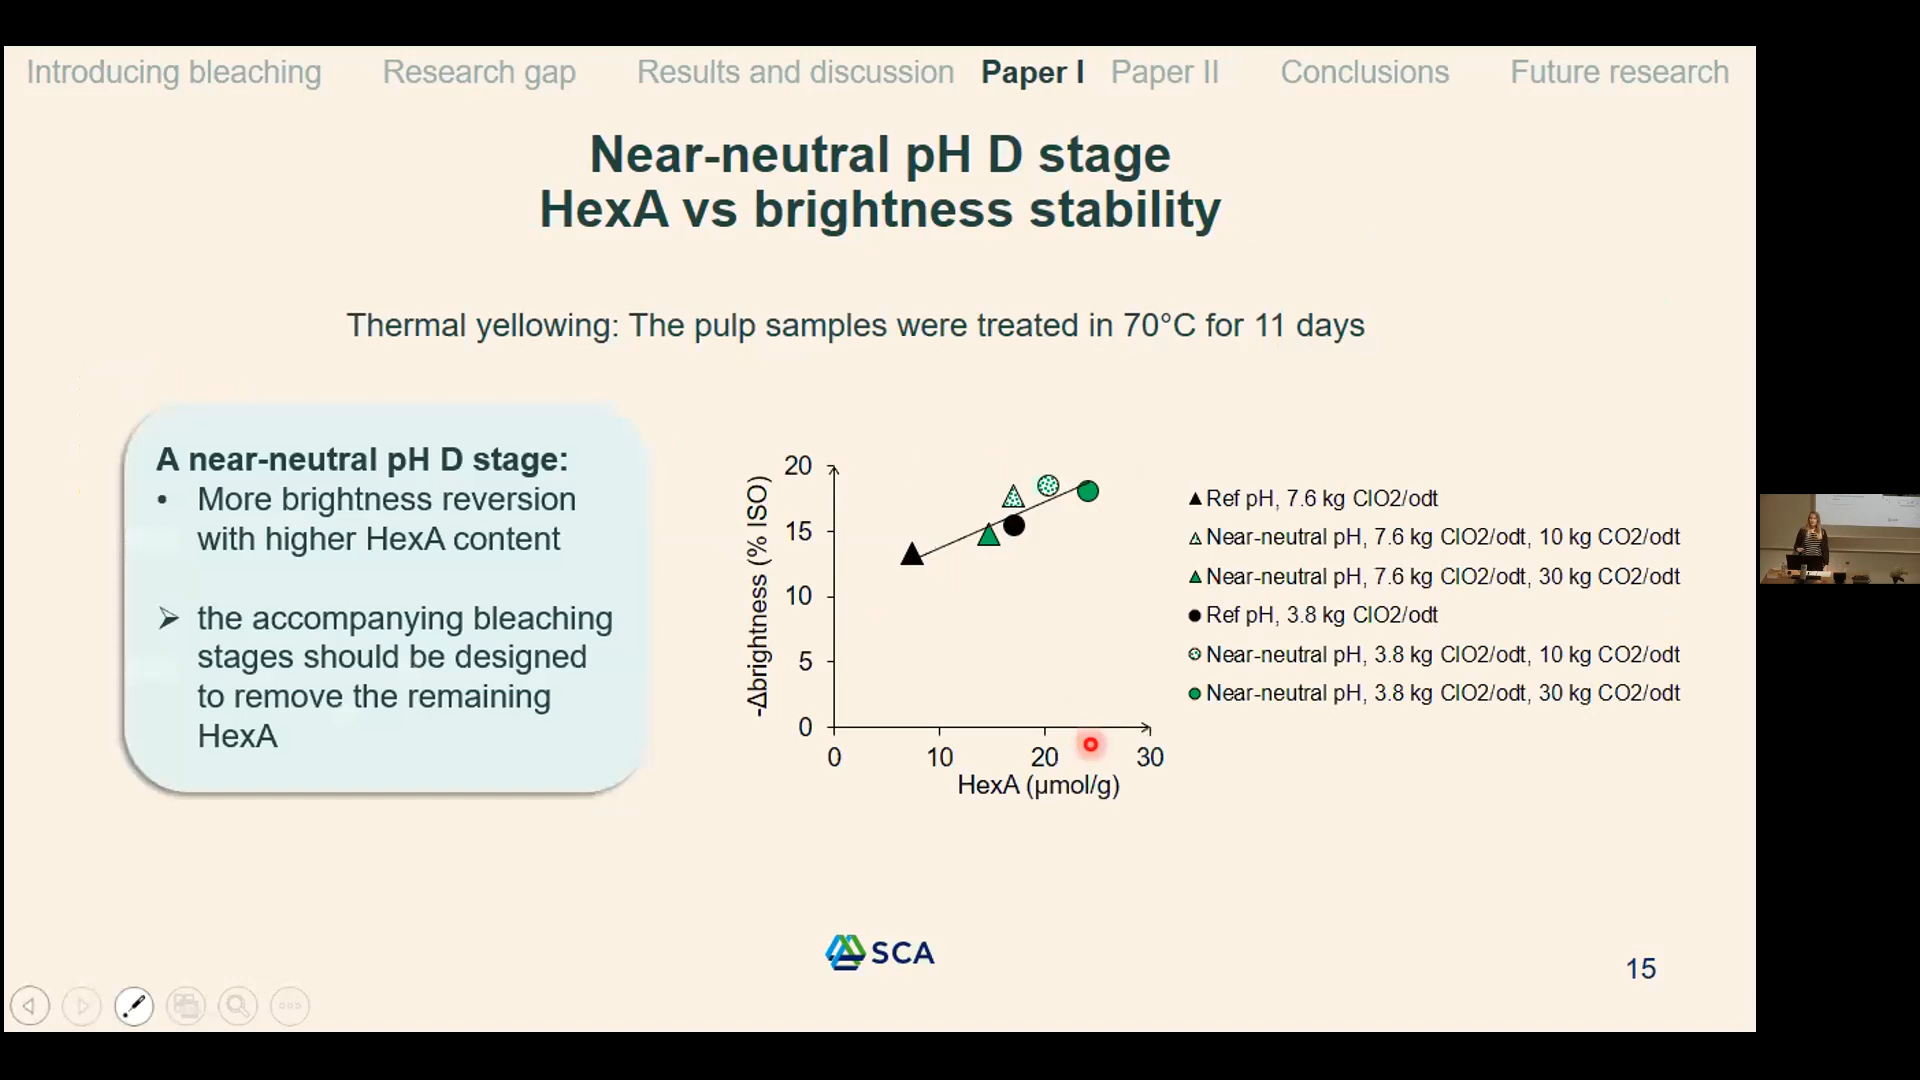 Introducing bleaching Research gap Results and discussion Paper I Paper II Conclusions Future research
Near-neutral pH D stage
HexA vs brightness stability
Thermal yellowing: The pulp samples were treated in 70°C for 11 days
A near-neutral pH D stage:
• More brightness reversion
with higher HexA content
➢ the accompanying bleaching
stages should be designed
to remove the remaining
HexA
-Δbrightness (% ISO)
20
15
10
5
0
0 10 20 30
HexA (µmol/g)
Ref pH, 7.6 kg ClO2/odt
Near-neutral pH, 7.6 kg ClO2/odt, 10 kg CO2/odt
Near-neutral pH, 7.6 kg ClO2/odt, 30 kg CO2/odt
Ref pH, 3.8 kg ClO2/odt
Near-neutral pH, 3.8 kg ClO2/odt, 10 kg CO2/odt
Near-neutral pH, 3.8 kg ClO2/odt, 30 kg CO2/odt
SCA
15